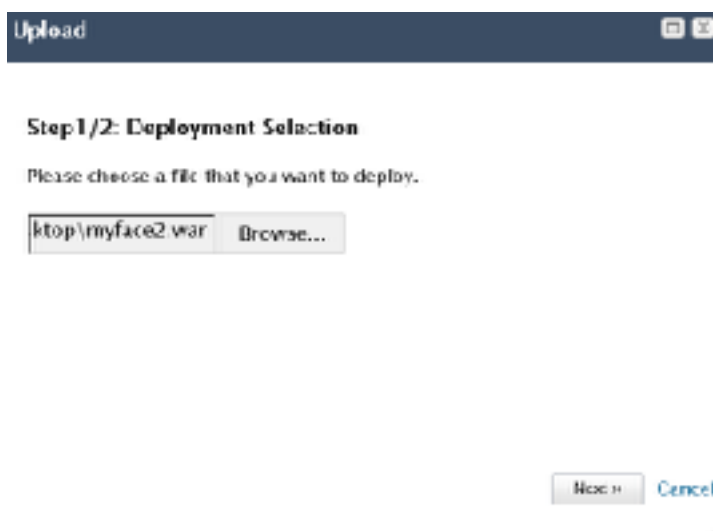 Upload
Step 1/2: Deployment Selection
Please choose a file that you want to deploy.
ktop\myface2.war Browse...
Next »
Cancel